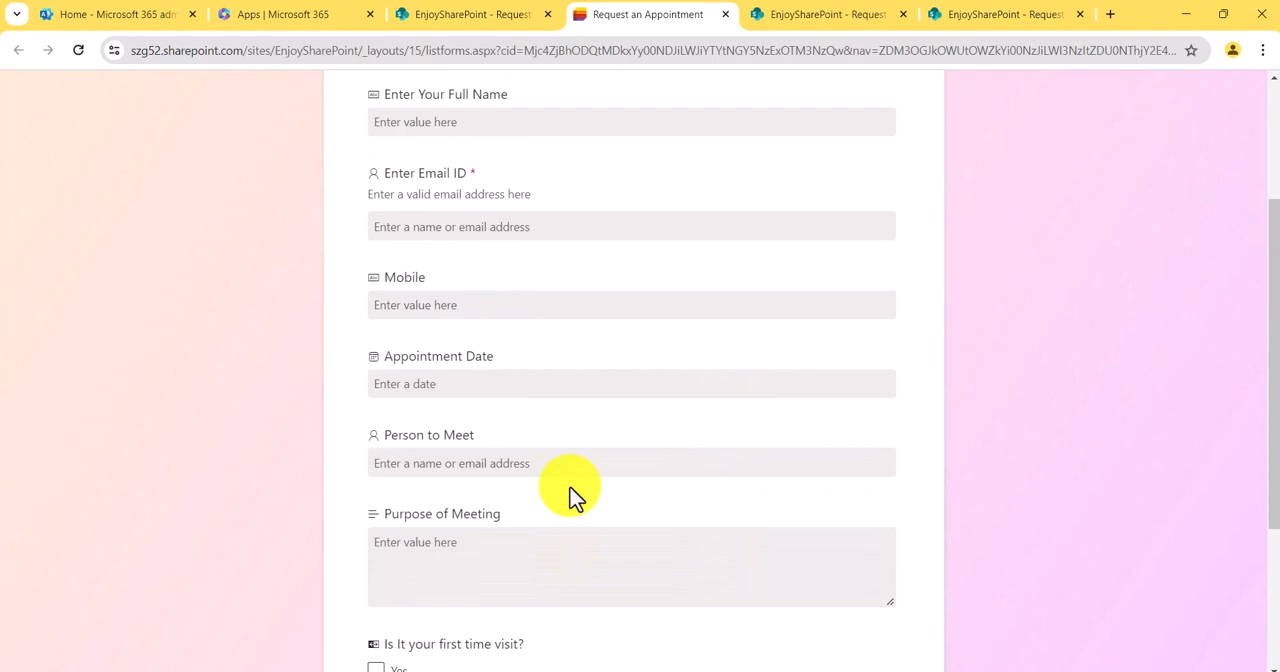 Home - Microsoft 365 adm
Apps | Microsoft 365
EnjoySharePoint - Request
Request an Appointment
EnjoySharePoint - Request
EnjoySharePoint - Request
szg52.sharepoint.com/sites/EnjoySharePoint/_layouts/15/listforms.aspx?cid=Mjc4ZjBhODQtMDkxYy00NDJiLWJiYTYtNGY5NzExOTM3NzQw&nav=ZDM3OGJkOWUtOWZkYi00NzJiLWI3NzItZDU0NThjY2E4...
Abc Enter Your Full Name
Enter value here
Enter Email ID *
Enter a valid email address here
Enter a name or email address
Abc Mobile
Enter value here
Appointment Date
Enter a date
Person to Meet
Enter a name or email address
Purpose of Meeting
Enter value here
Is It your first time visit?
Yes